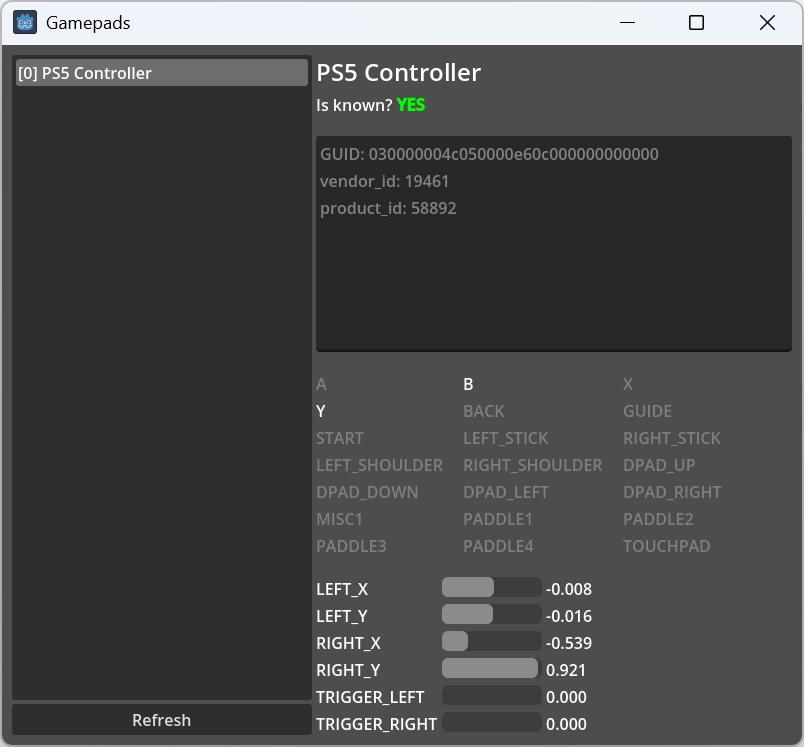 Gamepads
[0] PS5 Controller
PS5 Controller
Is known? YES
GUID: 030000004c050000e60c000000000000
vendor_id: 19461
product_id: 58892
A B X
Y BACK GUIDE
START LEFT_STICK RIGHT_STICK
LEFT_SHOULDER RIGHT_SHOULDER DPAD_UP
DPAD_DOWN DPAD_LEFT DPAD_RIGHT
MISC1 PADDLE1 PADDLE2
PADDLE3 PADDLE4 TOUCHPAD
LEFT_X -0.008
LEFT_Y -0.016
RIGHT_X -0.539
RIGHT_Y 0.921
TRIGGER_LEFT 0.000
TRIGGER_RIGHT 0.000
Refresh